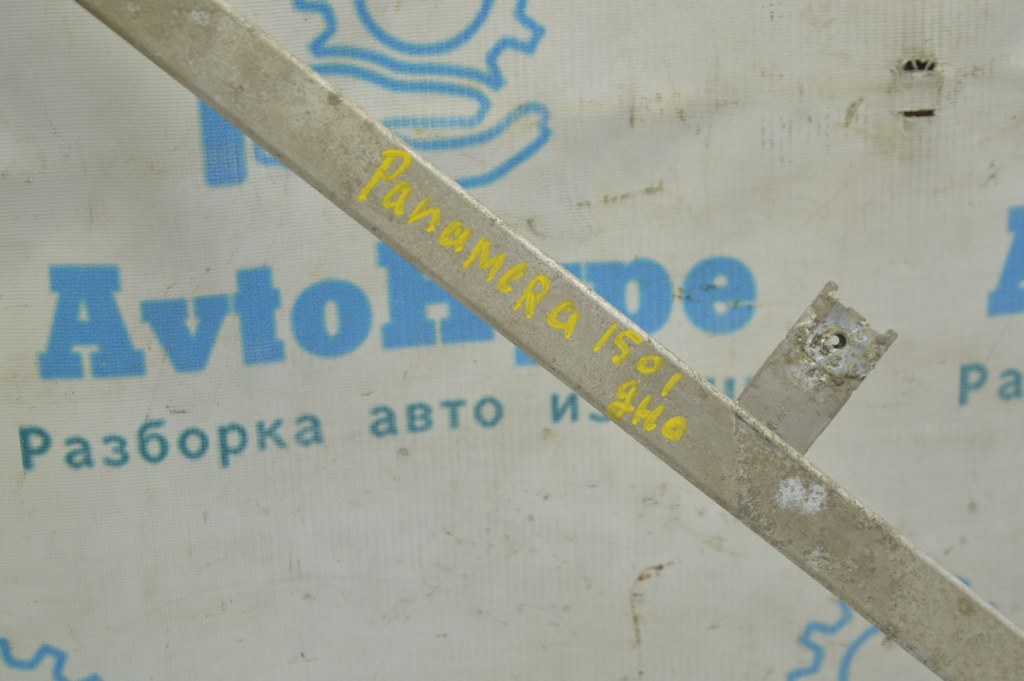 Panamera 1501
дно
AvtoHype
Разборка авто из
Ра